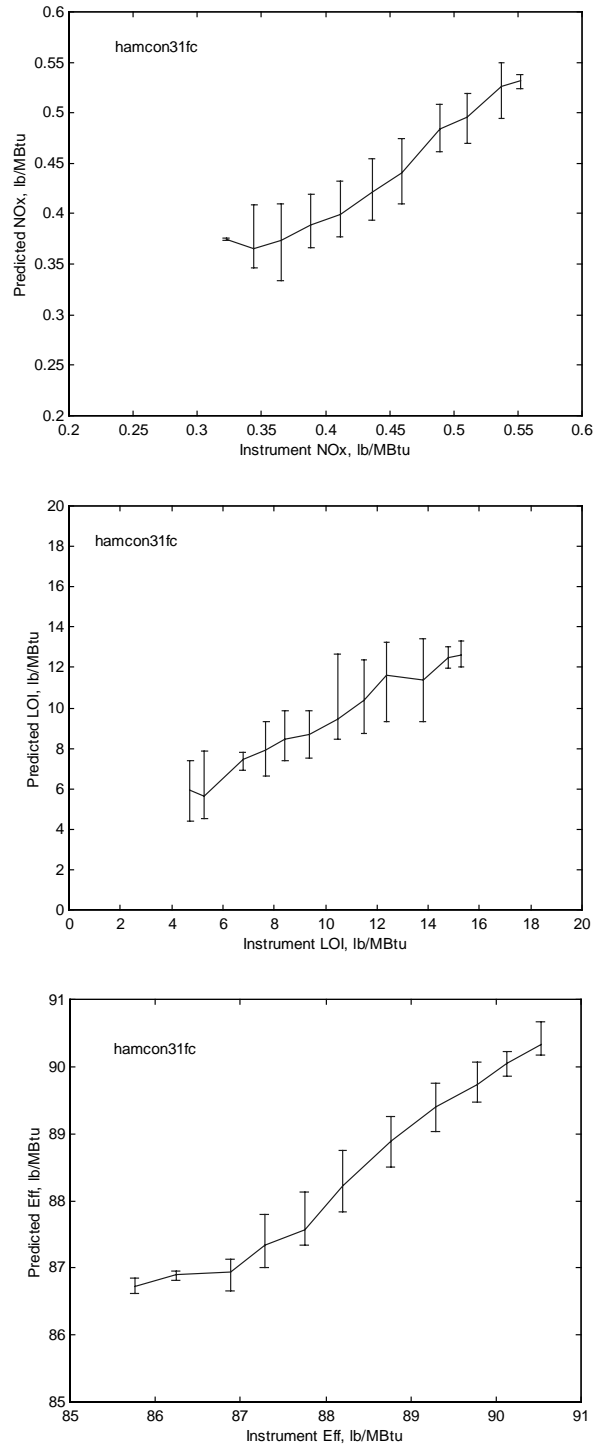 0.6
hamcon31fc
0.55
0.5
0.45
0.4
0.35
0.3
0.25
0.2
Predicted NOx, lb/MBtu
0.2 0.25 0.3 0.35 0.4 0.45 0.5 0.55 0.6
Instrument NOx, lb/MBtu
20
hamcon31fc
18
16
14
12
10
8
6
4
2
0
Predicted LOI, lb/MBtu
0 2 4 6 8 10 12 14 16 18 20
Instrument LOI, lb/MBtu
91
hamcon31fc
90
89
88
87
86
85
Predicted Eff, lb/MBtu
85 86 87 88 89 90 91
Instrument Eff, lb/MBtu